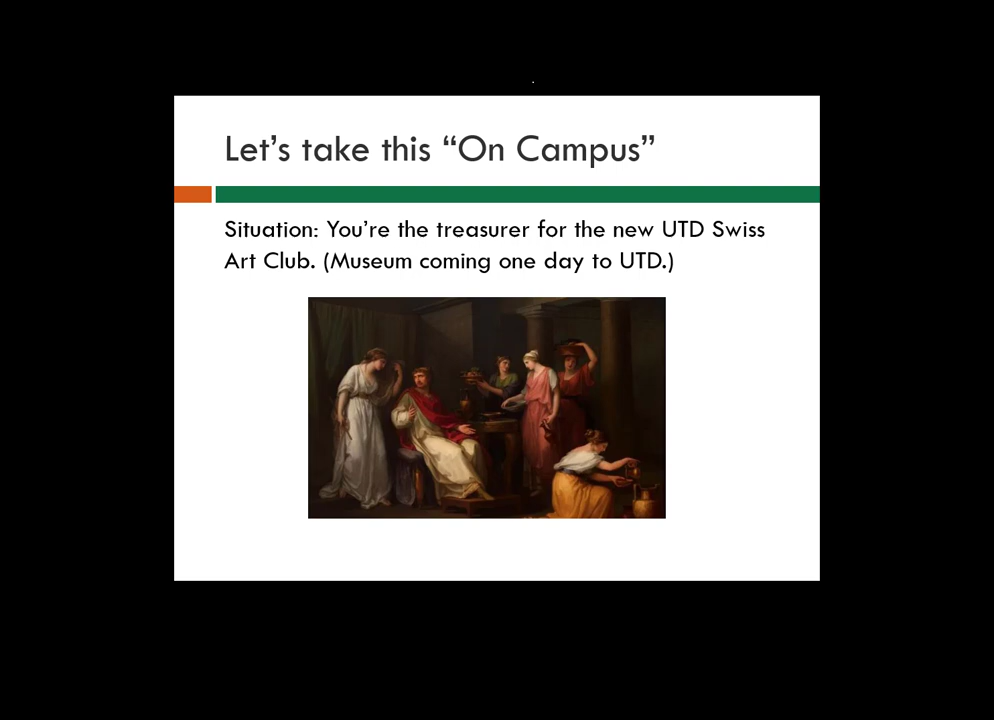 Let’s take this “On Campus”
Situation: You’re the treasurer for the new UTD Swiss
Art Club. (Museum coming one day to UTD.)